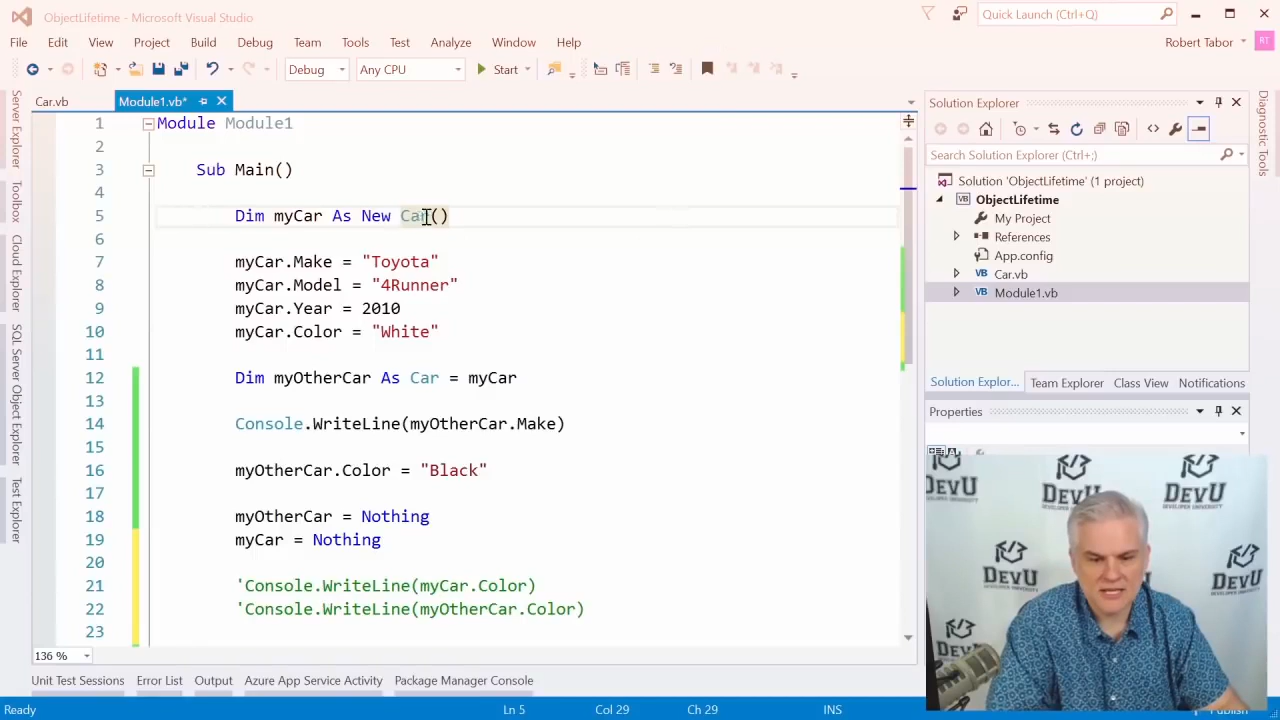 ObjectLifetime - Microsoft Visual Studio
Quick Launch (Ctrl+Q)
File Edit View Project Build Debug Team Tools Test Analyze Window Help
Robert Tabor RT
Debug Any CPU Start
Server Explorer
Toolbox
Cloud Explorer
SQL Server Object Explorer
Test Explorer
Car.vb Module1.vb*
1 Module Module1
2
3 Sub Main()
4
5 Dim myCar As New Car()
6
7 myCar.Make = "Toyota"
8 myCar.Model = "4Runner"
9 myCar.Year = 2010
10 myCar.Color = "White"
11
12 Dim myOtherCar As Car = myCar
13
14 Console.WriteLine(myOtherCar.Make)
15
16 myOtherCar.Color = "Black"
17
18 myOtherCar = Nothing
19 myCar = Nothing
20
21 'Console.WriteLine(myCar.Color)
22 'Console.WriteLine(myOtherCar.Color)
23
136 %
Solution Explorer
Search Solution Explorer (Ctrl+;)
Solution 'ObjectLifetime' (1 project)
ObjectLifetime
My Project
References
App.config
Car.vb
Module1.vb
Solution Explor... Team Explorer Class View Notifications
Properties
Diagnostic Tools
DevU DevU DevU
DEVELOPER UNIVERSITY
DevU DevU
DevU
Unit Test Sessions Error List Output Azure App Service Activity Package Manager Console
Ready Ln 5 Col 29 Ch 29 INS